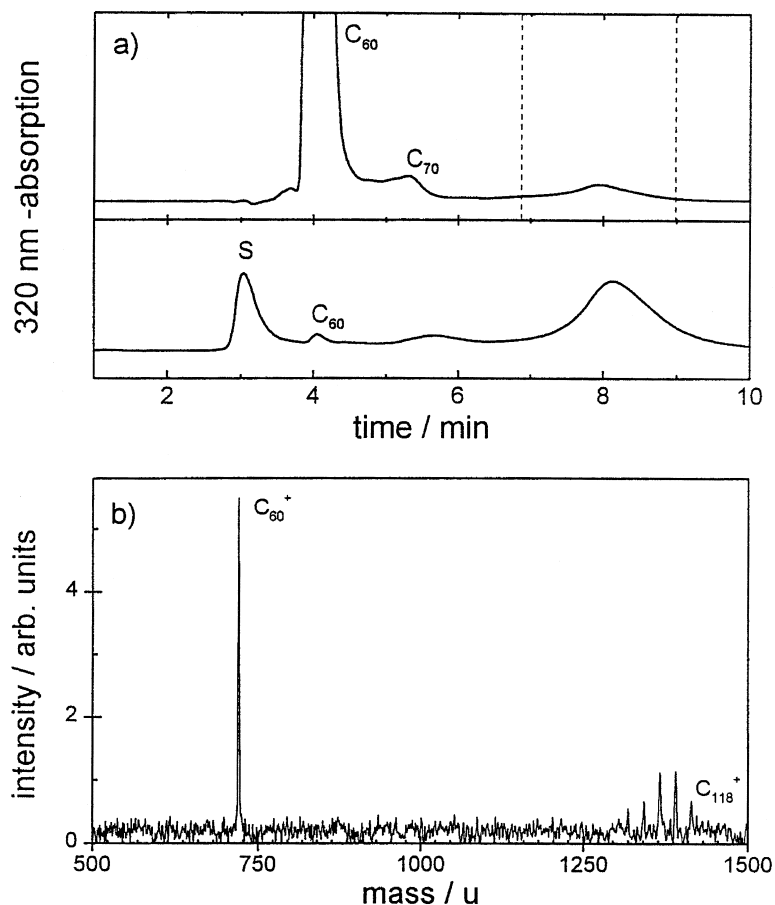 a)
C₆₀
C₇₀
S
C₆₀
320 nm -absorption
2 4 6 8 10
time / min
b)
C₆₀⁺
C₁₁₈⁺
4
2
0
intensity / arb. units
500 750 1000 1250 1500
mass / u